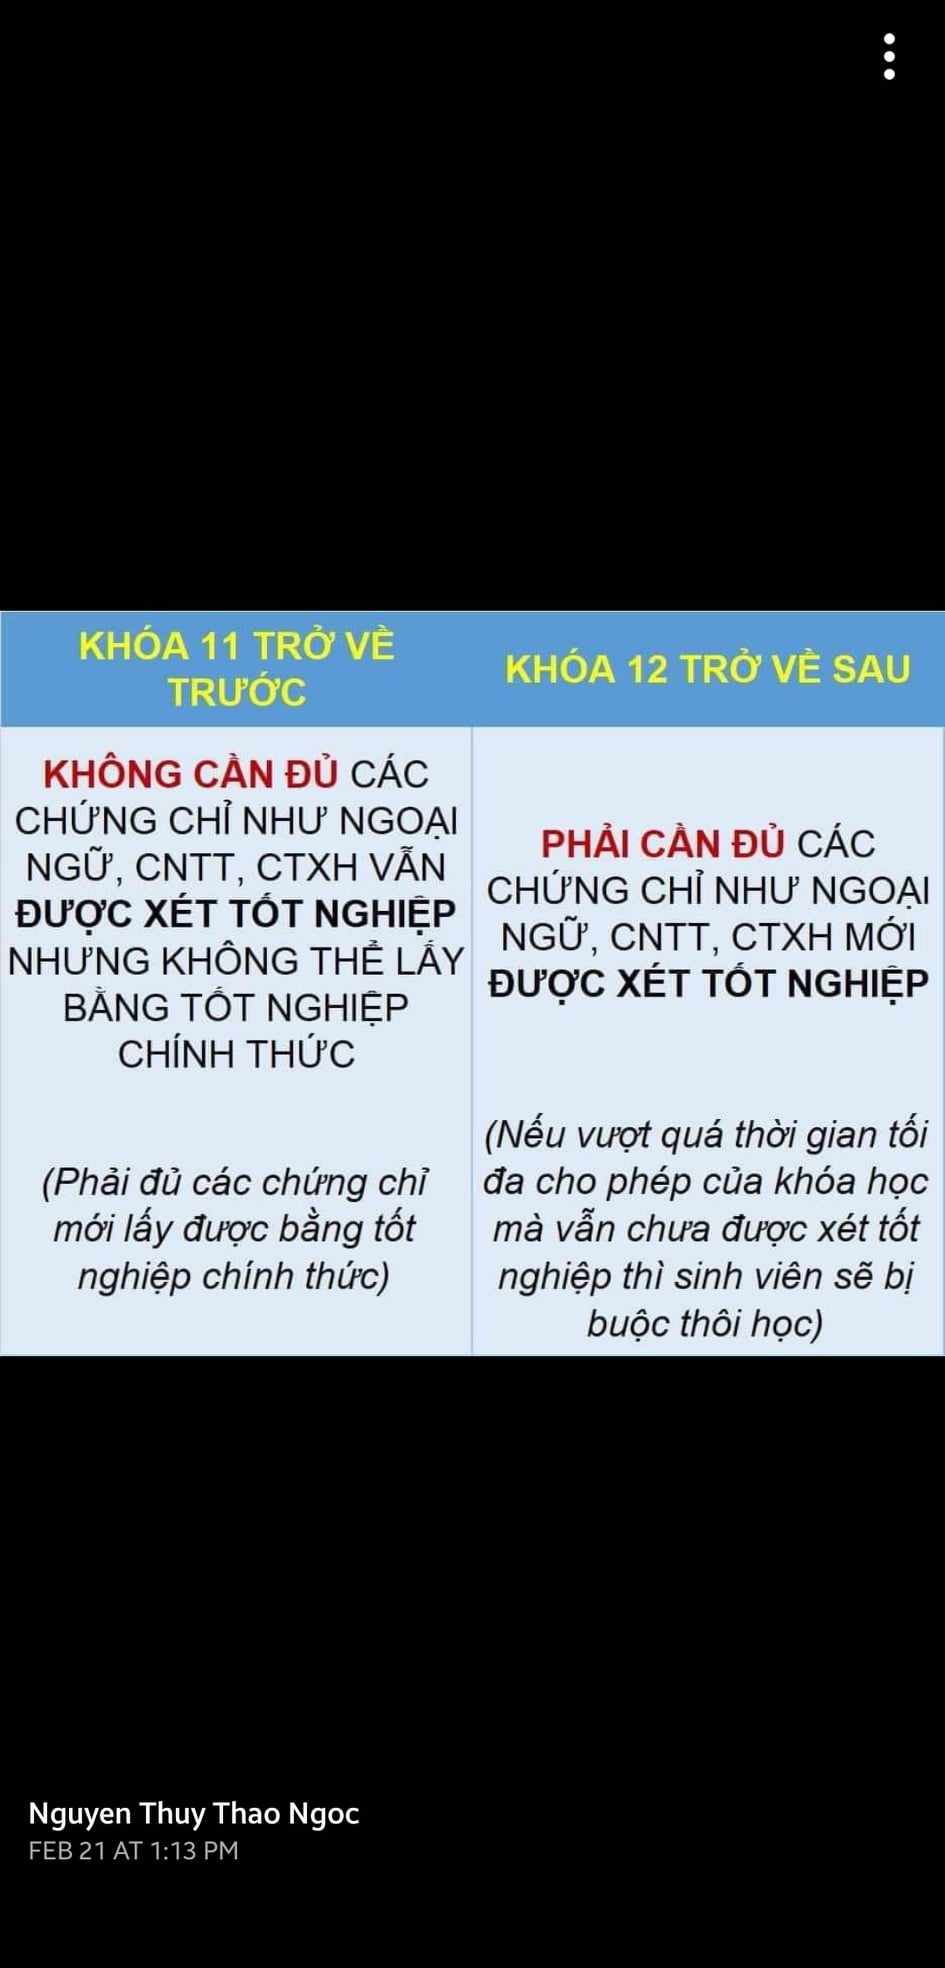 KHÓA 11 TRỞ VỀ
TRƯỚC
KHÔNG CẦN ĐỦ CÁC
CHỨNG CHỈ NHƯ NGOẠI
NGỮ, CNTT, CTXH VẪN
ĐƯỢC XÉT TỐT NGHIỆP
NHƯNG KHÔNG THỂ LẤY
BẰNG TỐT NGHIỆP
CHÍNH THỨC
(Phải đủ các chứng chỉ
mới lấy được bằng tốt
nghiệp chính thức)
KHÓA 12 TRỞ VỀ SAU
PHẢI CẦN ĐỦ CÁC
CHỨNG CHỈ NHƯ NGOẠI
NGỮ, CNTT, CTXH MỚI
ĐƯỢC XÉT TỐT NGHIỆP
(Nếu vượt quá thời gian tối
đa cho phép của khóa học
mà vẫn chưa được xét tốt
nghiệp thì sinh viên sẽ bị
buộc thôi học)
Nguyen Thuy Thao Ngoc
FEB 21 AT 1:13 PM